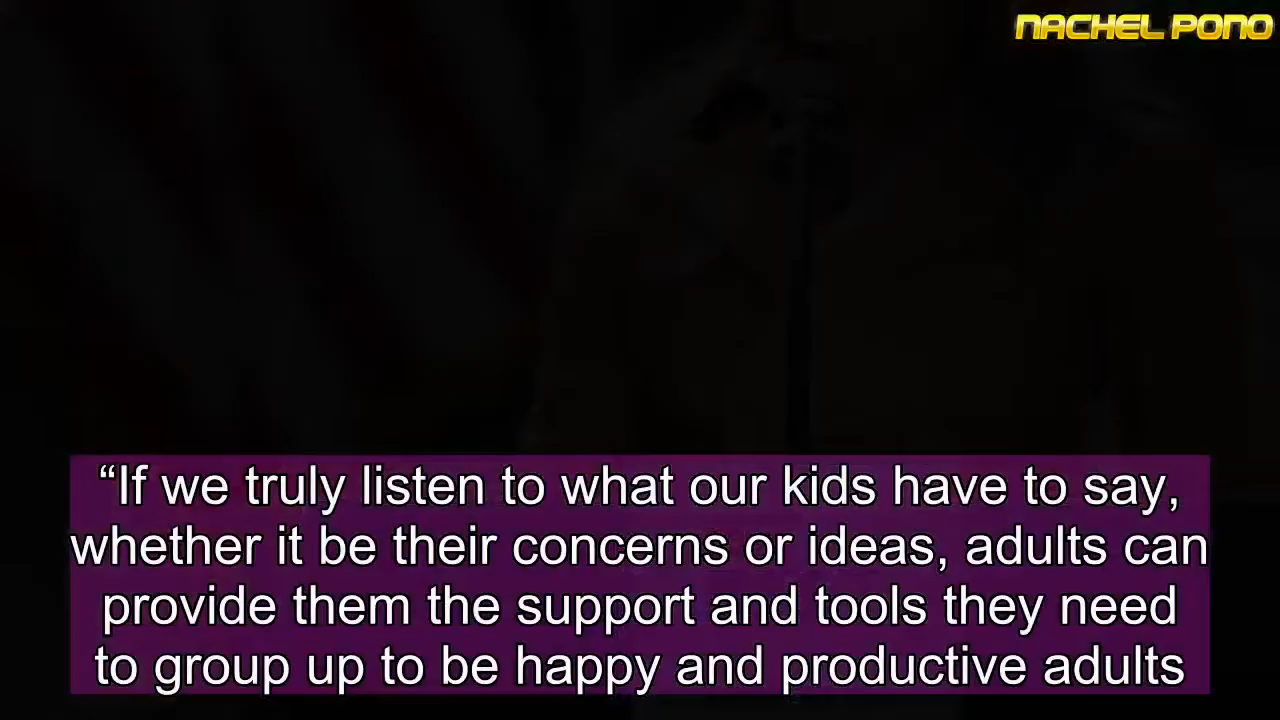 NACHEL PONO
“If we truly listen to what our kids have to say,
whether it be their concerns or ideas, adults can
provide them the support and tools they need
to group up to be happy and productive adults